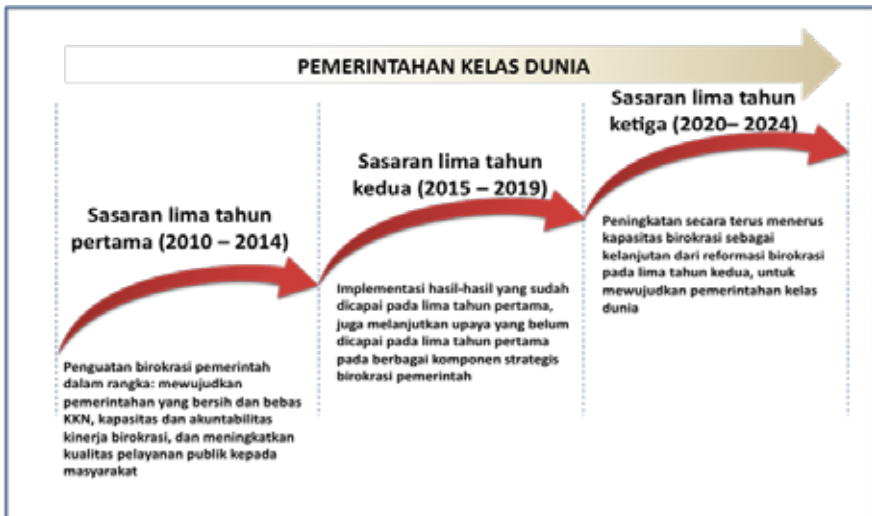 PEMERINTAHAN KELAS DUNIA
Sasaran lima tahun
pertama (2010 – 2014)
Penguatan birokrasi pemerintah
dalam rangka: mewujudkan
pemerintahan yang bersih dan bebas
KKN, kapasitas dan akuntabilitas
kinerja birokrasi, dan meningkatkan
kualitas pelayanan publik kepada
masyarakat
Sasaran lima tahun
kedua (2015 – 2019)
Implementasi hasil-hasil yang sudah
dicapai pada lima tahun pertama,
juga melanjutkan upaya yang belum
dicapai pada lima tahun pertama
pada berbagai komponen strategis
birokrasi pemerintah
Sasaran lima tahun
ketiga (2020– 2024)
Peningkatan secara terus menerus
kapasitas birokrasi sebagai
kelanjutan dari reformasi birokrasi
pada lima tahun kedua, untuk
mewujudkan pemerintahan kelas
dunia